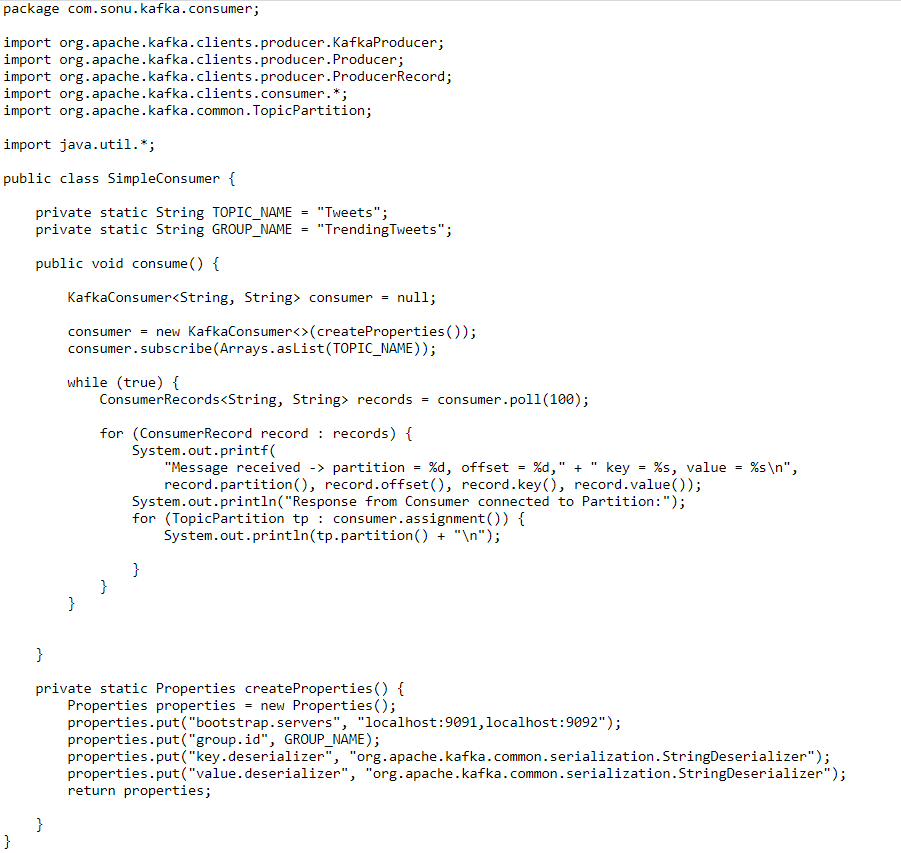 package com.sonu.kafka.consumer;
import org.apache.kafka.clients.producer.KafkaProducer;
import org.apache.kafka.clients.producer.Producer;
import org.apache.kafka.clients.producer.ProducerRecord;
import org.apache.kafka.clients.consumer.*;
import org.apache.kafka.common.TopicPartition;
import java.util.*;
public class SimpleConsumer {
    private static String TOPIC_NAME = "Tweets";
    private static String GROUP_NAME = "TrendingTweets";
    public void consume() {
        KafkaConsumer<String, String> consumer = null;
        consumer = new KafkaConsumer<>(createProperties());
        consumer.subscribe(Arrays.asList(TOPIC_NAME));
        while (true) {
            ConsumerRecords<String, String> records = consumer.poll(100);
            for (ConsumerRecord record : records) {
                System.out.printf(
                    "Message received -> partition = %d, offset = %d," + " key = %s, value = %s\n",
                    record.partition(), record.offset(), record.key(), record.value());
                System.out.println("Response from Consumer connected to Partition:");
                for (TopicPartition tp : consumer.assignment()) {
                    System.out.println(tp.partition() + "\n");
                }
            }
        }
    }
    private static Properties createProperties() {
        Properties properties = new Properties();
        properties.put("bootstrap.servers", "localhost:9091,localhost:9092");
        properties.put("group.id", GROUP_NAME);
        properties.put("key.deserializer", "org.apache.kafka.common.serialization.StringDeserializer");
        properties.put("value.deserializer", "org.apache.kafka.common.serialization.StringDeserializer");
        return properties;
    }
}